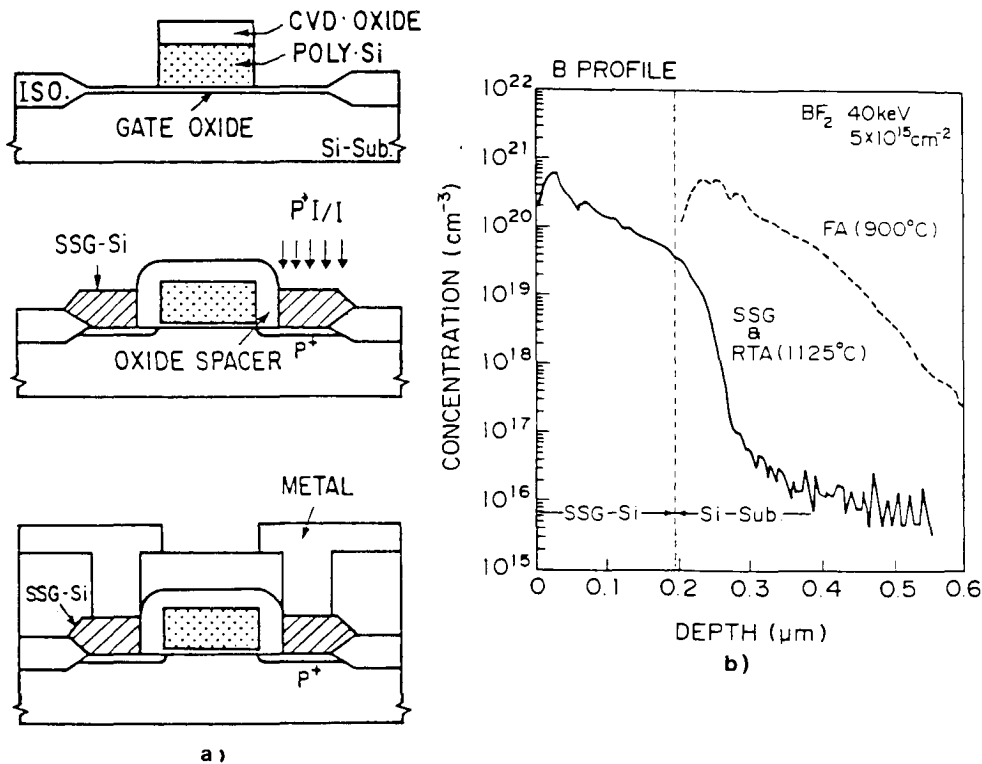 CVD·OXIDE
POLY·Si
ISO.
GATE OXIDE
Si-Sub.
P⁺I/I
SSG-Si
OXIDE SPACER
P⁺
METAL
SSG-Si
P⁺
a)
B PROFILE
BF₂ 40keV
5×10¹⁵cm⁻²
CONCENTRATION (cm⁻³)
10²²
10²¹
10²⁰
10¹⁹
10¹⁸
10¹⁷
10¹⁶
10¹⁵
FA (900°C)
SSG
&
RTA (1125°C)
SSG-Si
Si-Sub.
0 0.1 0.2 0.3 0.4 0.5 0.6
DEPTH (μm)
b)